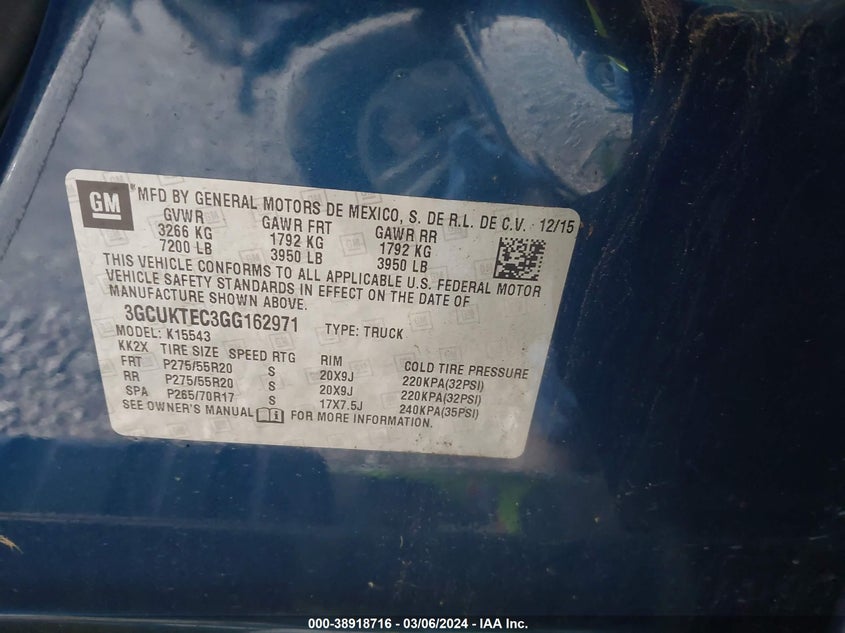 GM
MFD BY GENERAL MOTORS DE MEXICO, S. DE R.L. DE C.V. 12/15
GVWR GAWR FRT GAWR RR
3266 KG 1792 KG 1792 KG
7200 LB 3950 LB 3950 LB
THIS VEHICLE CONFORMS TO ALL APPLICABLE U.S. FEDERAL MOTOR
VEHICLE SAFETY STANDARDS IN EFFECT ON THE DATE OF
MANUFACTURE SHOWN ABOVE.
3GCUKTEC3GG162971 TYPE: TRUCK
MODEL: K15543
KK2X TIRE SIZE SPEED RTG RIM COLD TIRE PRESSURE
FRT P275/55R20 S 20X9J 220KPA(32PSI)
RR P275/55R20 S 20X9J 220KPA(32PSI)
SPA P265/70R17 S 17X7.5J 240KPA(35PSI)
SEE OWNER'S MANUAL FOR MORE INFORMATION.
000-38918716 - 03/06/2024 - IAA Inc.